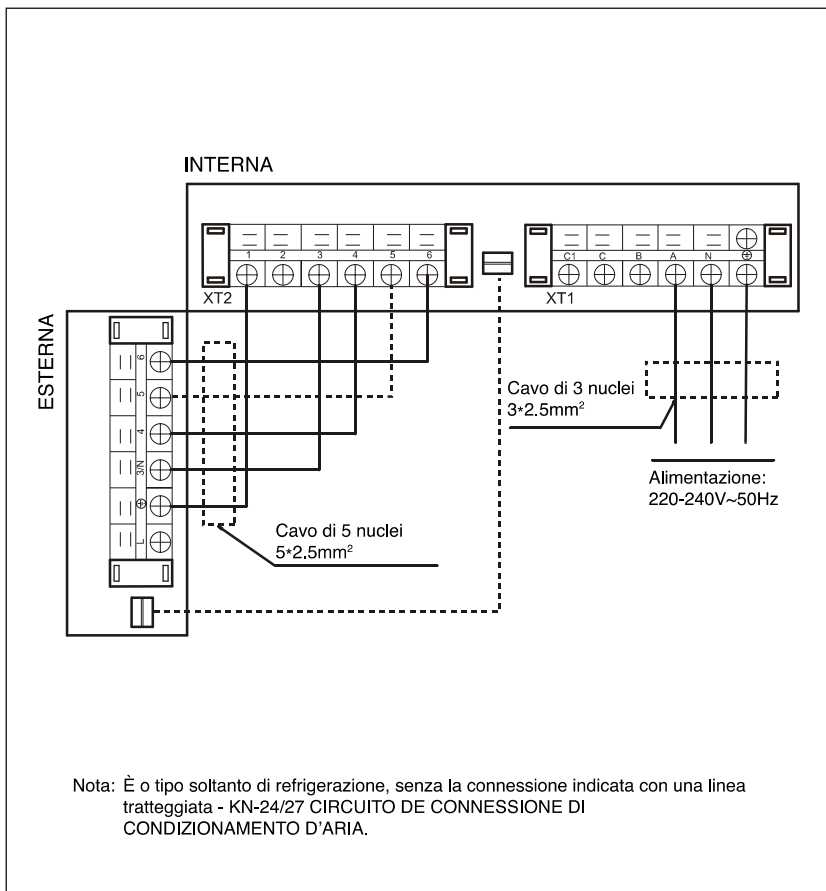 INTERNA
1 2 3 4 5 6
C1 C B A N
XT2
XT1
ESTERNA
6
5
4
3/N
L
Cavo di 3 nuclei
3*2.5mm²
Alimentazione:
220-240V~50Hz
Cavo di 5 nuclei
5*2.5mm²
Nota: È o tipo soltanto di refrigerazione, senza la connessione indicata con una linea
tratteggiata - KN-24/27 CIRCUITO DE CONNESSIONE DI
CONDIZIONAMENTO D'ARIA.